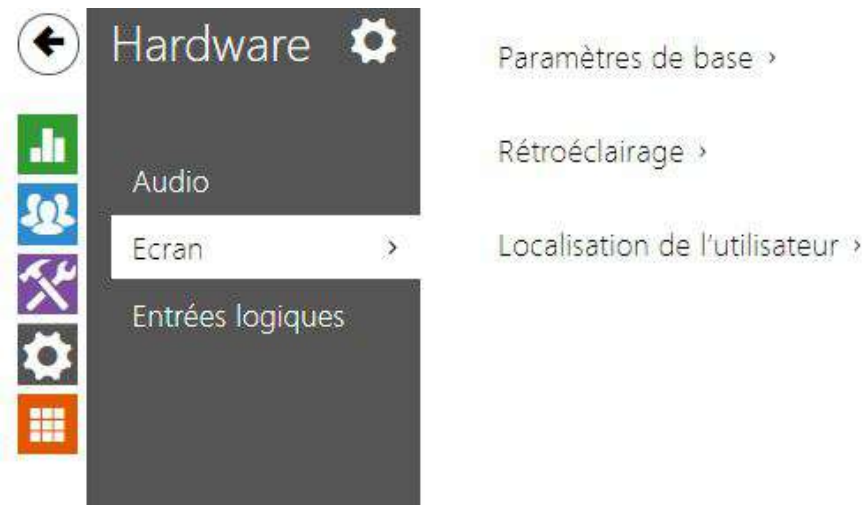 Hardware
Audio
Ecran
Entrées logiques
Paramètres de base ›
Rétroéclairage ›
Localisation de l'utilisateur ›